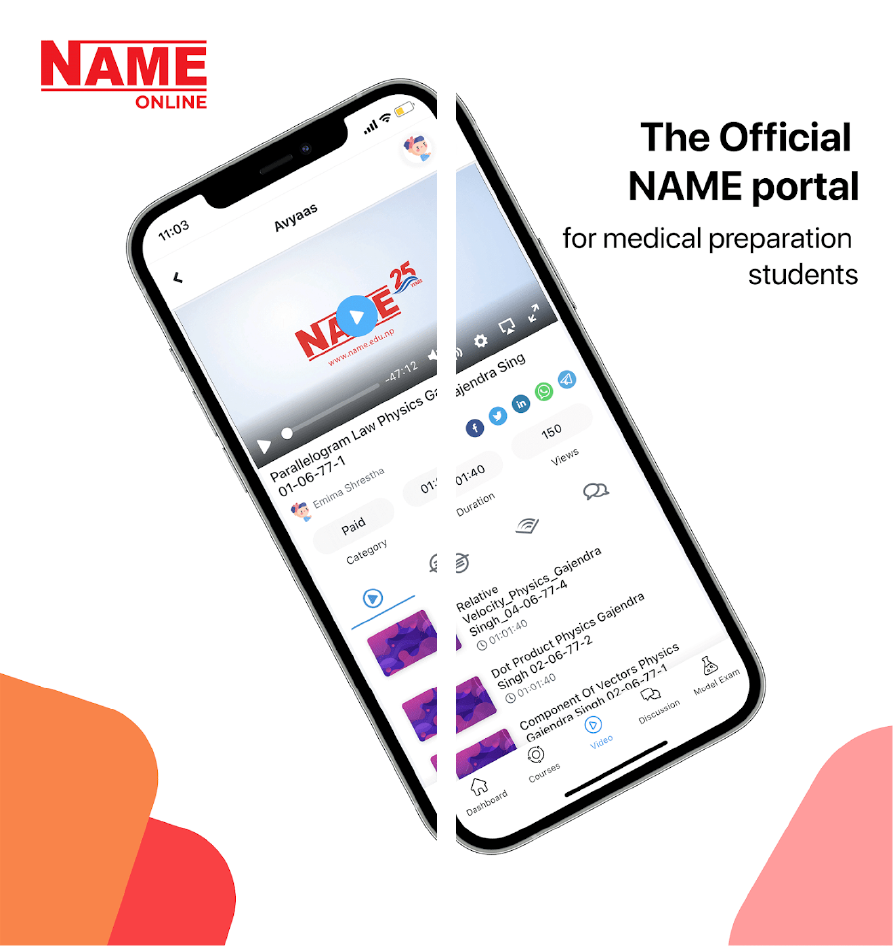 NAME
ONLINE
The Official
NAME portal
for medical preparation
students
11:03
Avyaas
NAME 25
www.name.edu.np
-47:12
Parallelogram Law Physics Gajendra Sing
01-06-77-1
Emima Shrestha
Paid
01:01:40
150
Category
Duration
Views
Relative
Velocity_Physics_Gajendra
Singh_04-06-77-4
01:01:40
Dot Product Physics Gajendra
Singh 02-06-77-2
01:01:40
Component Of Vectors Physics
Gajendra Singh 02-06-77-1
Dashboard
Courses
Video
Discussion
Model Exam